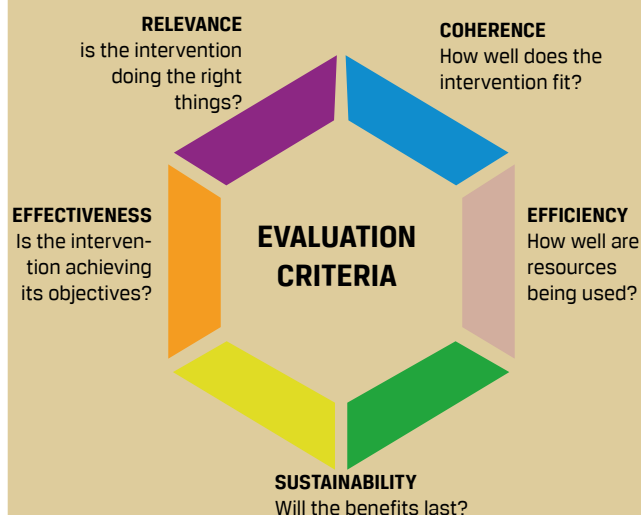 RELEVANCE
is the intervention
doing the right
things?
COHERENCE
How well does the
intervention fit?
EFFECTIVENESS
Is the interven-
tion achieving
its objectives?
EVALUATION
CRITERIA
EFFICIENCY
How well are
resources
being used?
SUSTAINABILITY
Will the benefits last?